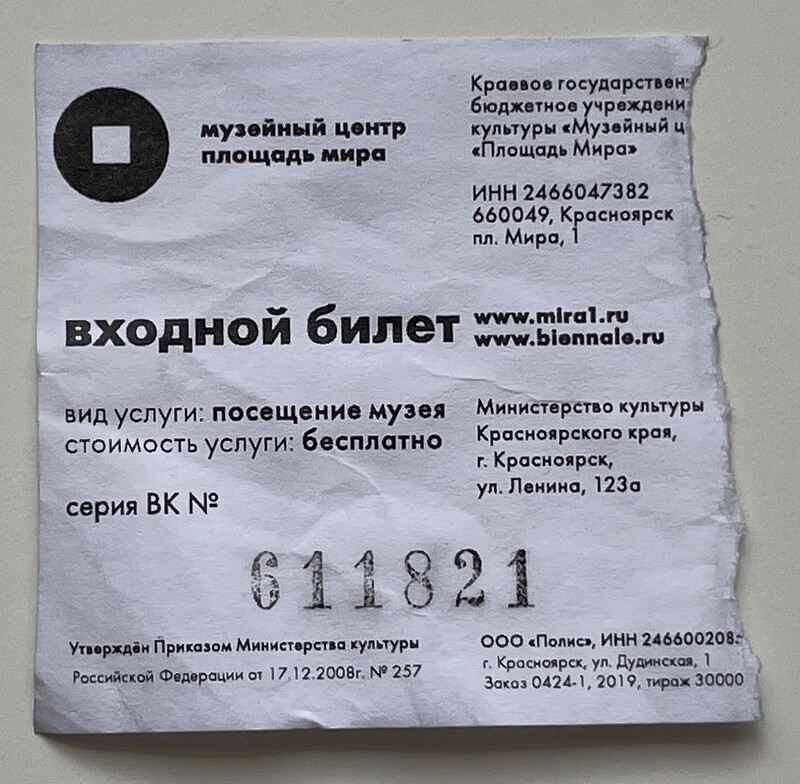 музейный центр
площадь мира
Краевое государствен
бюджетное учреждени
культуры «Музейный ц
«Площадь Мира»
ИНН 2466047382
660049, Красноярск
пл. Мира, 1
входной билет
www.mira1.ru
www.biennale.ru
вид услуги: посещение музея
стоимость услуги: бесплатно
Министерство культуры
Красноярского края,
г. Красноярск,
ул. Ленина, 123а
серия ВК №
611821
Утверждён Приказом Министерства культуры
Российской Федерации от 17.12.2008г. № 257
ООО «Полис», ИНН 246600208
г. Красноярск, ул. Дудинская, 1
Заказ 0424-1, 2019, тираж 30000